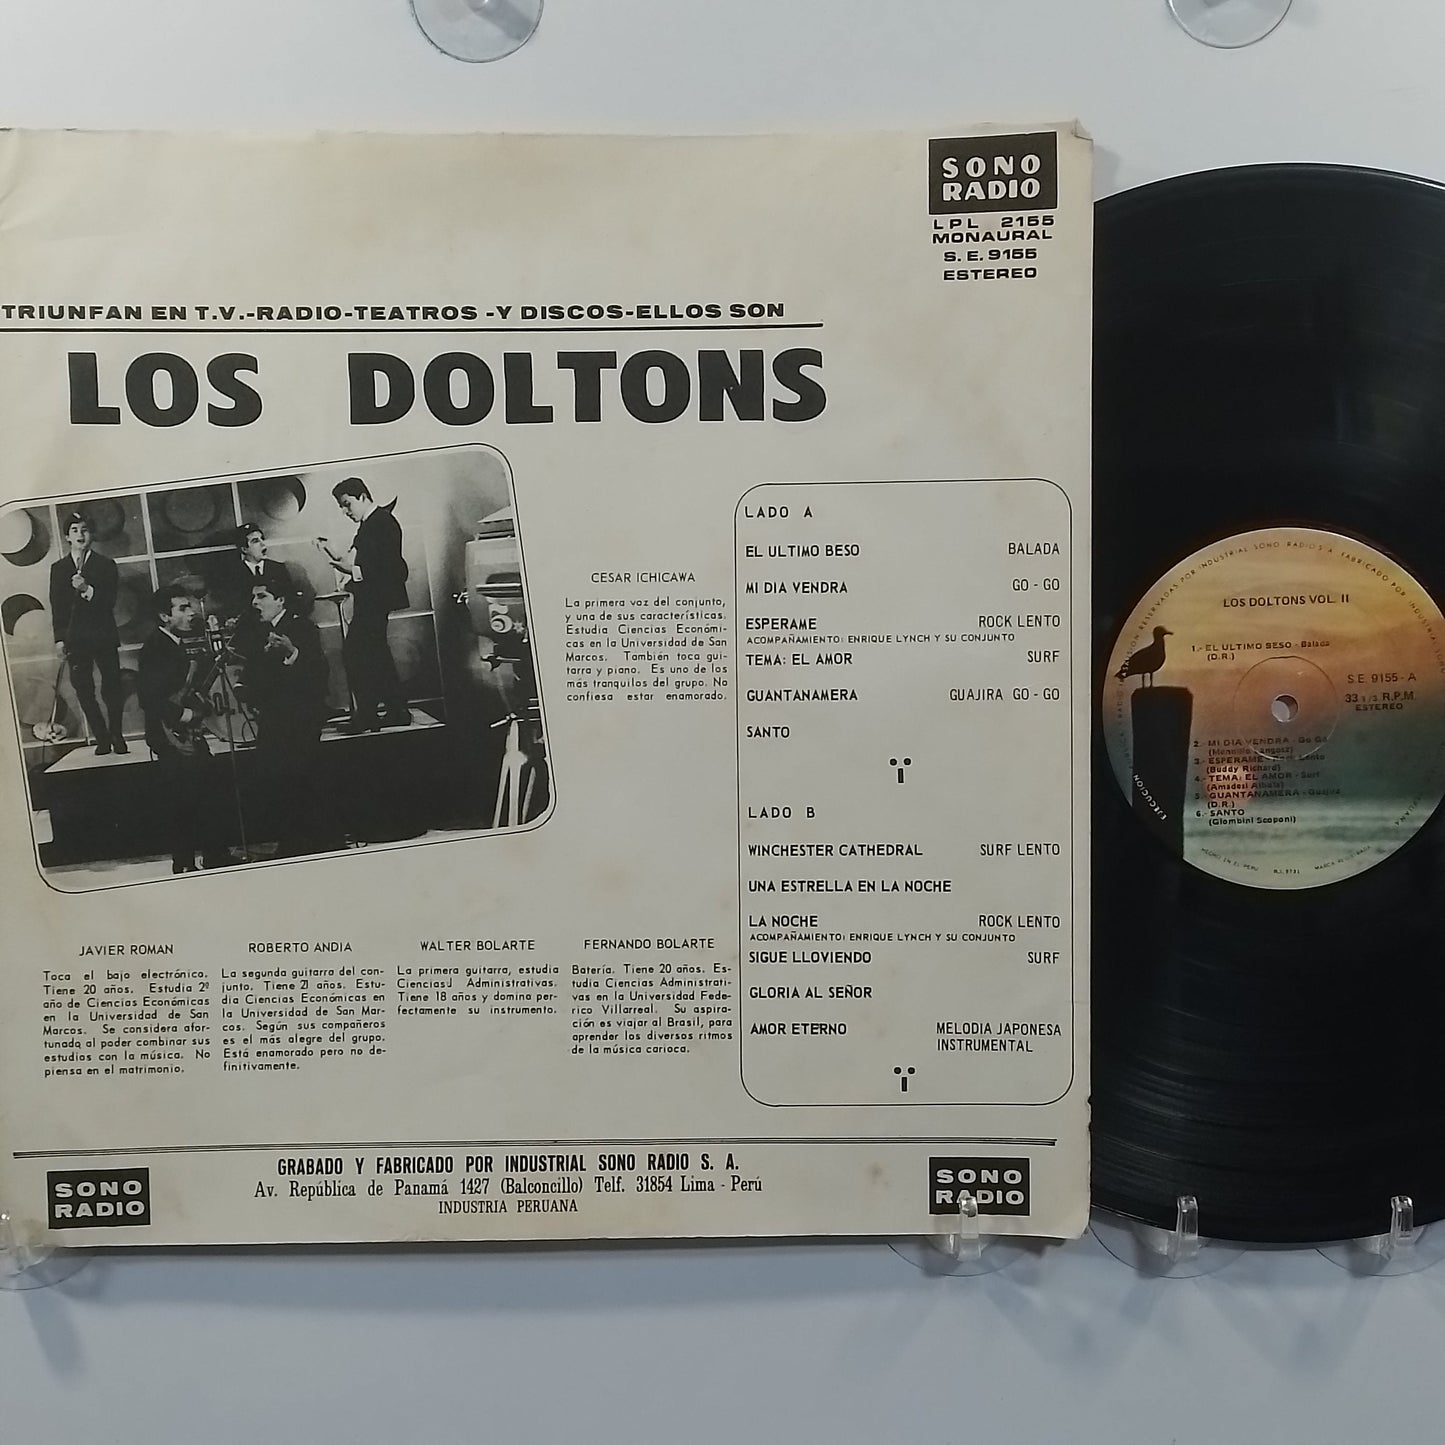 SONO
RADIO
LPL 2155
MONAURAL
S. E. 9155
ESTEREO
TRIUNFAN EN T.V.-RADIO-TEATROS -Y DISCOS-ELLOS SON
LOS DOLTONS
CESAR ICHICAWA
La primera voz del conjunto,
y una de sus características.
Estudia Ciencias Económi-
cas en la Universidad de San
Marcos. También toca gui-
tarra y piano. Es uno de los
más tranquilos del grupo. No
confiesa estar enamorado.
JAVIER ROMAN
Toca el bajo electrónico.
Tiene 20 años. Estudia 2º
año de Ciencias Económicas
en la Universidad de San
Marcos. Se considera afor-
tunado al poder combinar sus
estudios con la música. No
piensa en el matrimonio.
ROBERTO ANDIA
La segunda guitarra del con-
junto. Tiene 21 años. Estu-
dia Ciencias Económicas en
la Universidad de San Mar-
cos. Según sus compañeros
es el más alegre del grupo.
Está enamorado pero no de-
finitivamente.
WALTER BOLARTE
La primera guitarra, estudia
CienciasJ Administrativas.
Tiene 18 años y domina per-
fectamente su instrumento.
FERNANDO BOLARTE
Batería. Tiene 20 años. Es-
tudia Ciencias Administrati-
vas en la Universidad Fede-
rico Villarreal. Su aspira-
ción es viajar al Brasil, para
aprender los diversos ritmos
de la música carioca.
LADO A
EL ULTIMO BESO BALADA
MI DIA VENDRA GO - GO
ESPERAME ROCK LENTO
ACOMPAÑAMIENTO: ENRIQUE LYNCH Y SU CONJUNTO
TEMA: EL AMOR SURF
GUANTANAMERA GUAJIRA GO - GO
SANTO
LADO B
WINCHESTER CATHEDRAL SURF LENTO
UNA ESTRELLA EN LA NOCHE
LA NOCHE ROCK LENTO
ACOMPAÑAMIENTO: ENRIQUE LYNCH Y SU CONJUNTO
SIGUE LLOVIENDO SURF
GLORIA AL SEÑOR
AMOR ETERNO MELODIA JAPONESA
INSTRUMENTAL
SONO
RADIO
GRABADO Y FABRICADO POR INDUSTRIAL SONO RADIO S. A.
Av. República de Panamá 1427 (Balconcillo) Telf. 31854 Lima - Perú
INDUSTRIA PERUANA
SONO
RADIO
LOS DOLTONS VOL. II
1.- EL ULTIMO BESO - Balada
(D.R.)
S.E. 9155 - A
33 1/3 R.P.M.
ESTEREO
2.- MI DIA VENDRA - Go Go
3.- ESPERAME - Rock Lento
(Buddy Richard)
4.- TEMA: EL AMOR - Surf
5.- GUANTANAMERA - Guajira
(D.R.)
6.- SANTO
(Giombini Scoponi)
EJECUCION
HECHO EN EL PERU
MARCA REGISTRADA